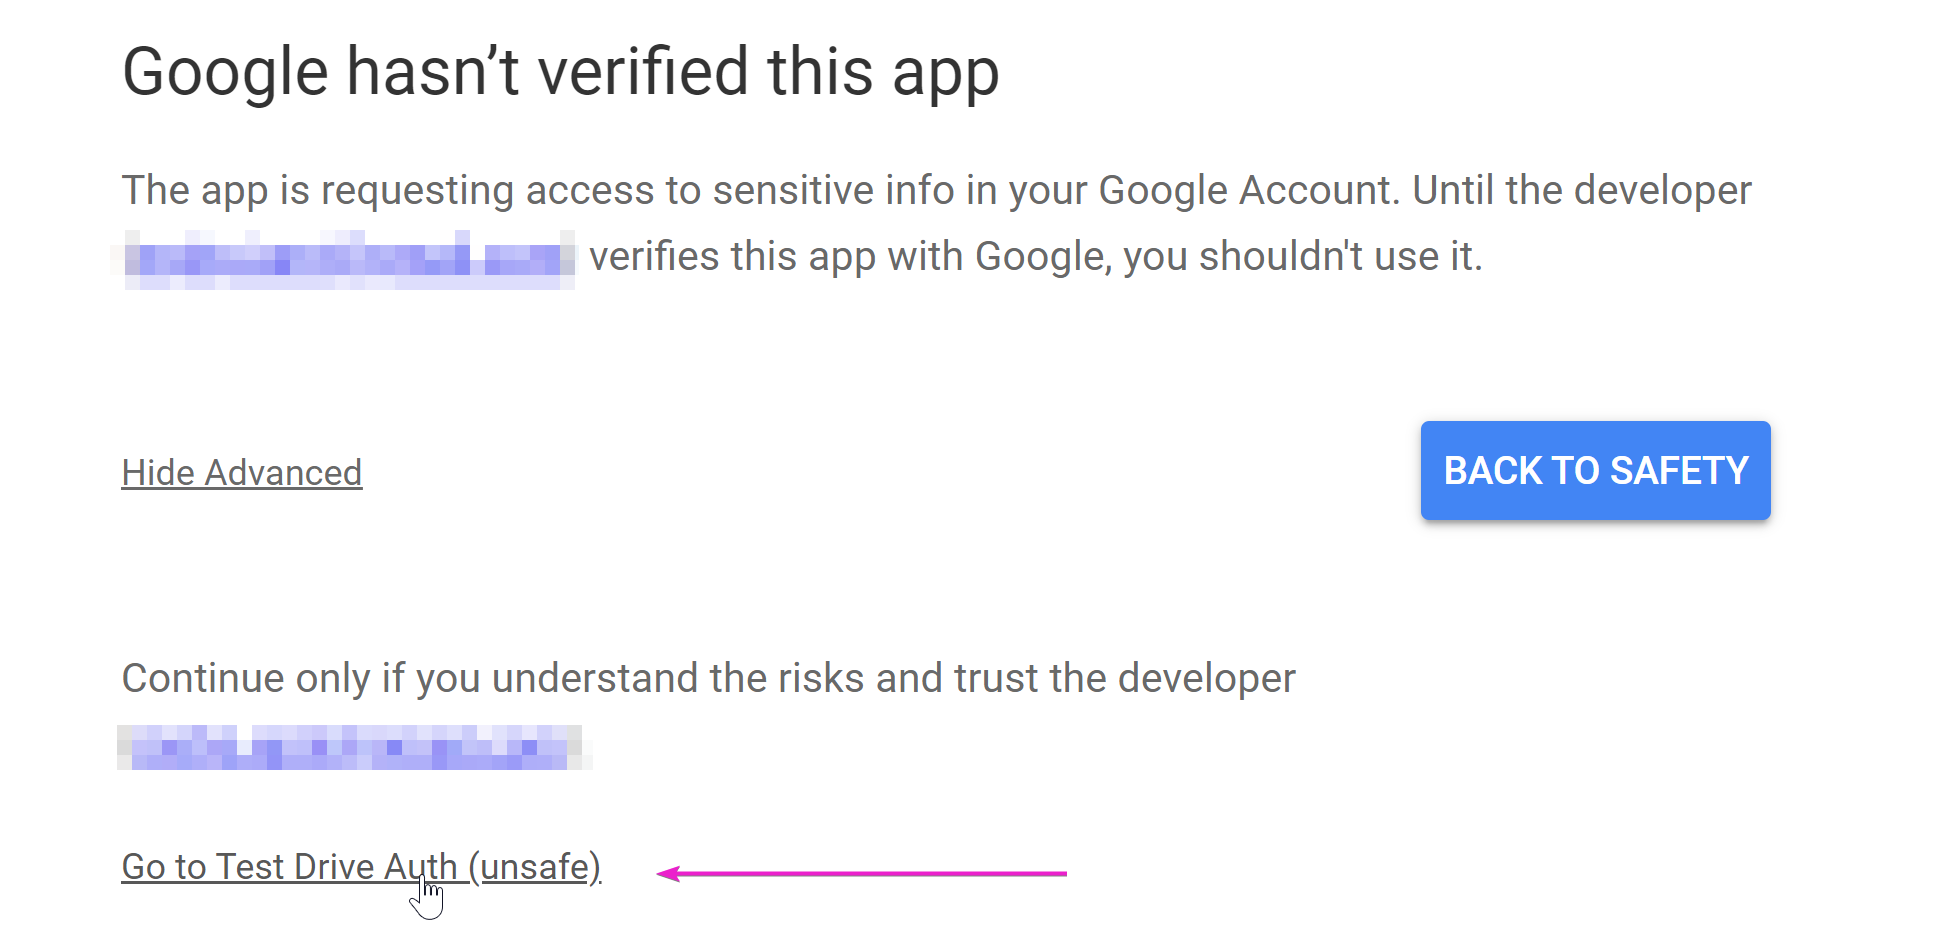 Google hasn’t verified this app
The app is requesting access to sensitive info in your Google Account. Until the developer
verifies this app with Google, you shouldn't use it.
Hide Advanced
BACK TO SAFETY
Continue only if you understand the risks and trust the developer
Go to Test Drive Auth (unsafe)